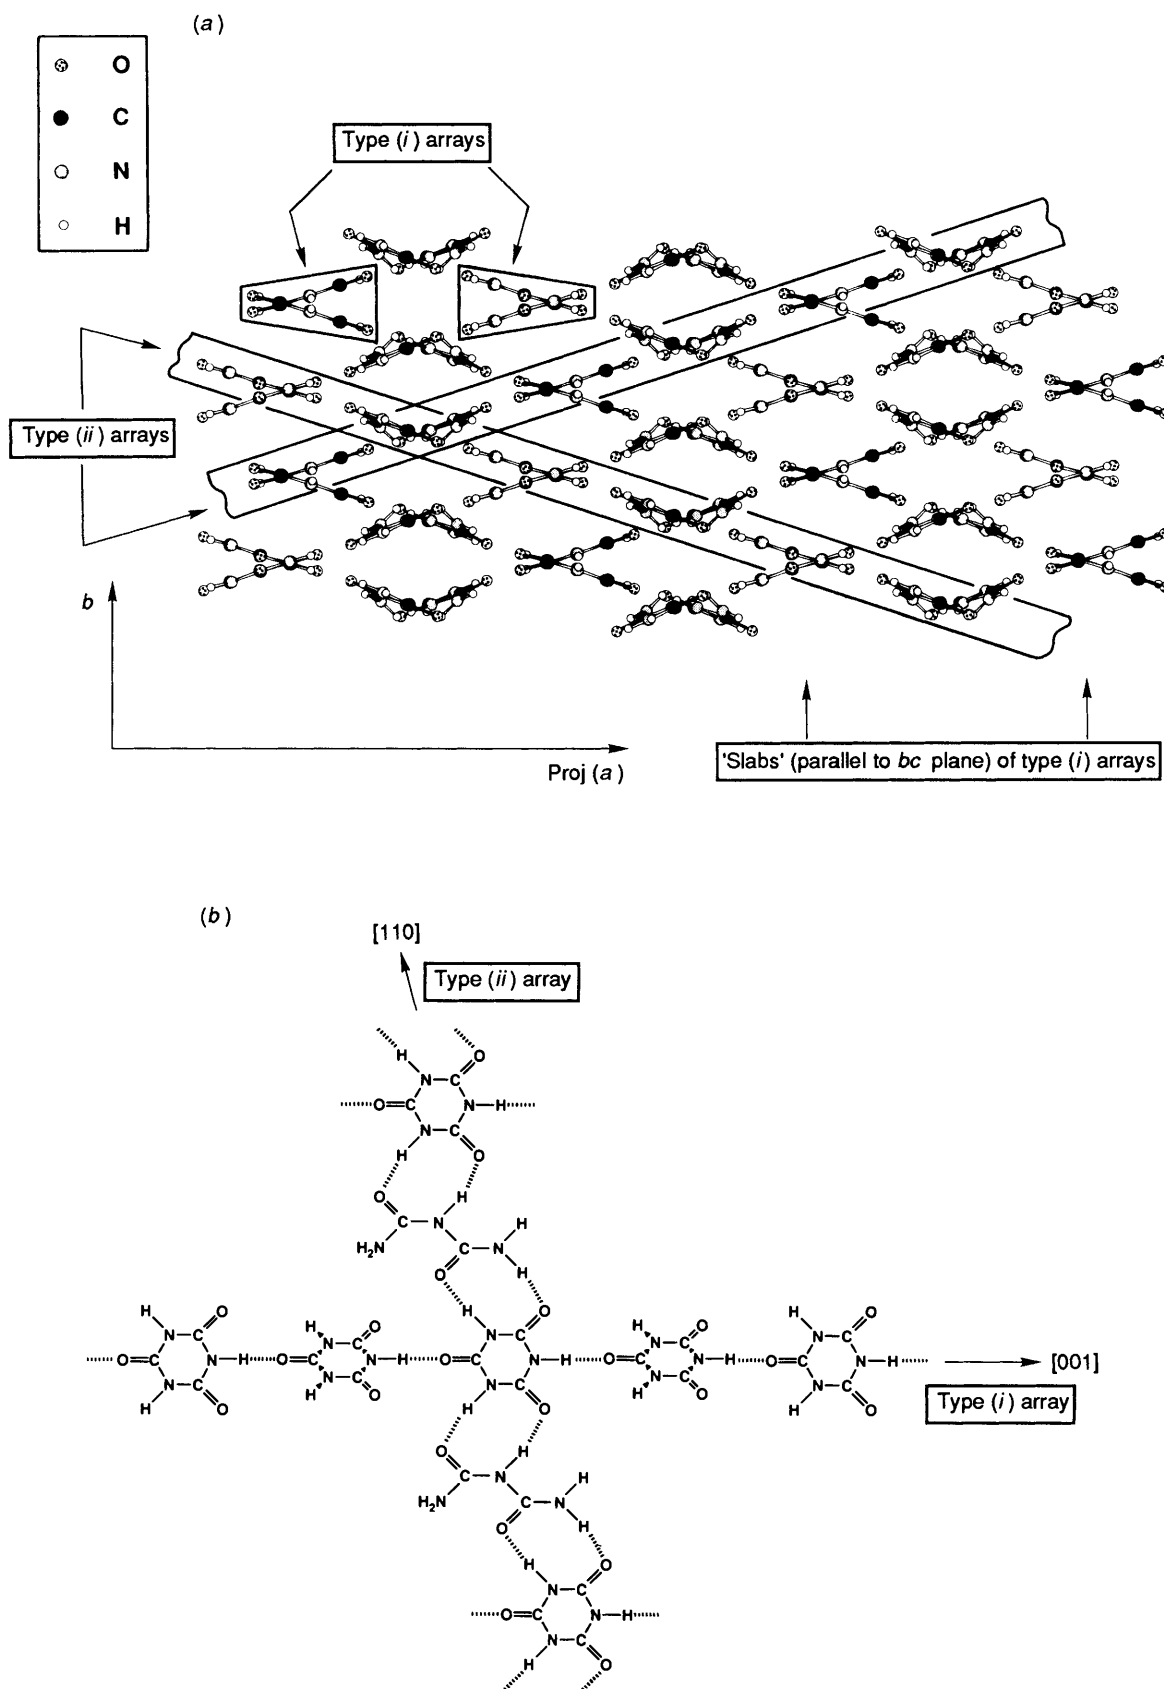 (a)
O
C
N
H
Type (i) arrays
Type (ii) arrays
b
Proj (a)
'Slabs' (parallel to bc plane) of type (i) arrays
(b)
[110]
Type (ii) array
H O
N C
O C N H
N C
H O
O H H
C N
H₂N C N
O H
H O H O H O H O H O
N C N C N C N C N C
O C N H O C N H O C N H O C N H O C N H
[001]
N C N C N C N C N C
H O H O H O H O H O
Type (i) array
O H H
C N
H₂N C N
O H
H O
N C
O C N H
N C
H O